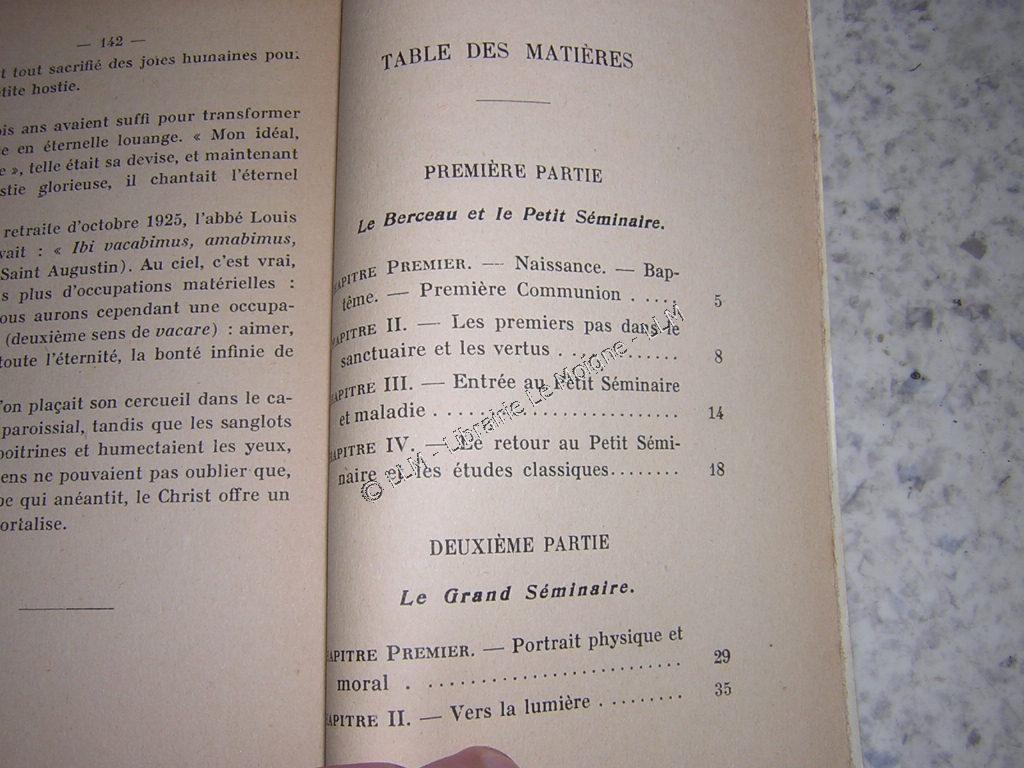 — 142 —
t tout sacrifié des joies humaines pou
tite hostie.
is ans avaient suffi pour transformer
e en éternelle louange. « Mon idéal,
e », telle était sa devise, et maintenant
stie glorieuse, il chantait l'éternel
retraite d'octobre 1925, l'abbé Louis
vait : « Ibi vacabimus, amabimus,
Saint Augustin). Au ciel, c'est vrai,
s plus d'occupations matérielles :
ous aurons cependant une occupa-
(deuxième sens de vacare) : aimer,
toute l'éternité, la bonté infinie de
'on plaçait son cercueil dans le ca-
paroissial, tandis que les sanglots
poitrines et humectaient les yeux,
ens ne pouvaient pas oublier que,
be qui anéantit, le Christ offre un
ortalise.
TABLE DES MATIÈRES
PREMIÈRE PARTIE
Le Berceau et le Petit Séminaire.
APITRE PREMIER. — Naissance. — Bap-
tême. — Première Communion . . . . 5
APITRE II. — Les premiers pas dans le
sanctuaire et les vertus . . . . . . . . . . . 8
APITRE III. — Entrée au Petit Séminaire
et maladie . . . . . . . . . . . . . . . . . . . . . . . . 14
APITRE IV. — Le retour au Petit Sémi-
naire et les études classiques........ 18
DEUXIÈME PARTIE
Le Grand Séminaire.
APITRE PREMIER. — Portrait physique et
moral . . . . . . . . . . . . . . . . . . . . . . . . . 29
APITRE II. — Vers la lumière . . . . . . . . . 35
© LLM - Librairie Le Moigne - LLM